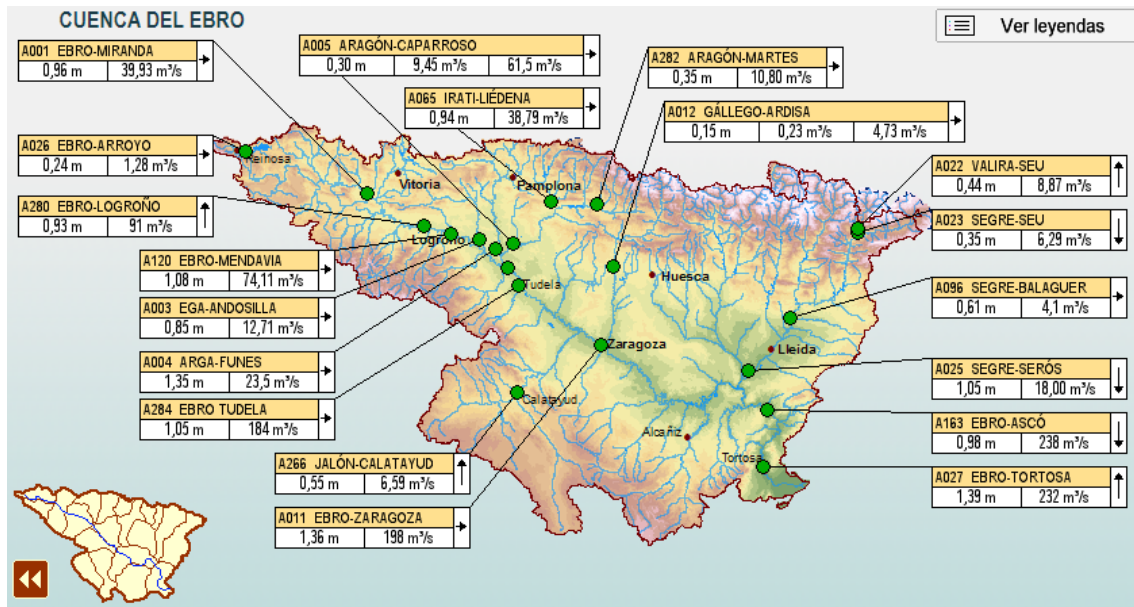 CUENCA DEL EBRO
Ver leyendas
A001 EBRO-MIRANDA
0,96 m 39,93 m³/s
A005 ARAGÓN-CAPARROSO
0,30 m 9,45 m³/s 61,5 m³/s
A282 ARAGÓN-MARTES
0,35 m 10,80 m³/s
A065 IRATI-LIÉDENA
0,94 m 38,79 m³/s
A012 GÁLLEGO-ARDISA
0,15 m 0,23 m³/s 4,73 m³/s
A026 EBRO-ARROYO
0,24 m 1,28 m³/s
A022 VALIRA-SEU
0,44 m 8,87 m³/s
A280 EBRO-LOGROÑO
0,93 m 91 m³/s
A023 SEGRE-SEU
0,35 m 6,29 m³/s
A120 EBRO-MENDAVIA
1,08 m 74,11 m³/s
A096 SEGRE-BALAGUER
0,61 m 4,1 m³/s
A003 EGA-ANDOSILLA
0,85 m 12,71 m³/s
A004 ARGA-FUNES
1,35 m 23,5 m³/s
A025 SEGRE-SERÓS
1,05 m 18,00 m³/s
A284 EBRO TUDELA
1,05 m 184 m³/s
A163 EBRO-ASCÓ
0,98 m 238 m³/s
A266 JALÓN-CALATAYUD
0,55 m 6,59 m³/s
A027 EBRO-TORTOSA
1,39 m 232 m³/s
A011 EBRO-ZARAGOZA
1,36 m 198 m³/s
Reinosa
Vitoria
Pamplona
Logroño
Huesca
Tudela
Zaragoza
Lleida
Calatayud
Alcañiz
Tortosa